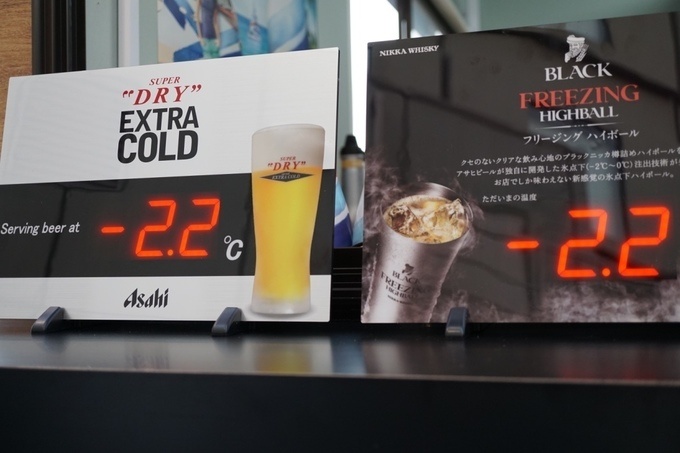 SUPER
"DRY"
EXTRA
COLD
Serving beer at
-2.2 ℃
Asahi
SUPER
"DRY"
EXTRA COLD
NIKKA WHISKY
BLACK
FREEZING
HIGHBALL
フリージング ハイボール
クセのないクリアな飲み心地のブラックニッカ樽詰めハイボールを
アサヒビールが独自に開発した氷点下(-2℃~0℃)注出技術が
お店でしか味わえない新感覚の氷点下ハイボール。
ただいまの温度
-2.2
BLACK
FREEZING
HIGHBALL